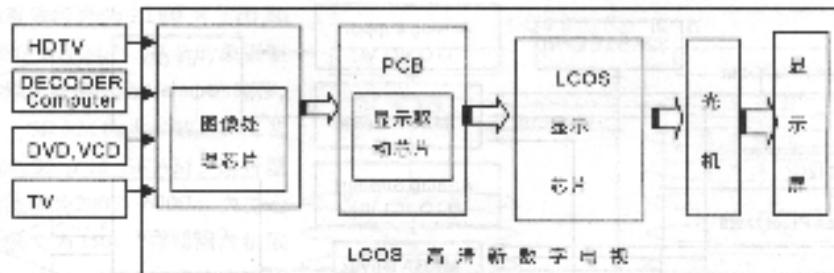 HDTV
DECODER
Computer
DVD,VCD
TV
图像处
理芯片
PCB
显示驱
动芯片
LCOS
显示
芯片
光
机
显
示
屏
LCOS 高清新数字电视